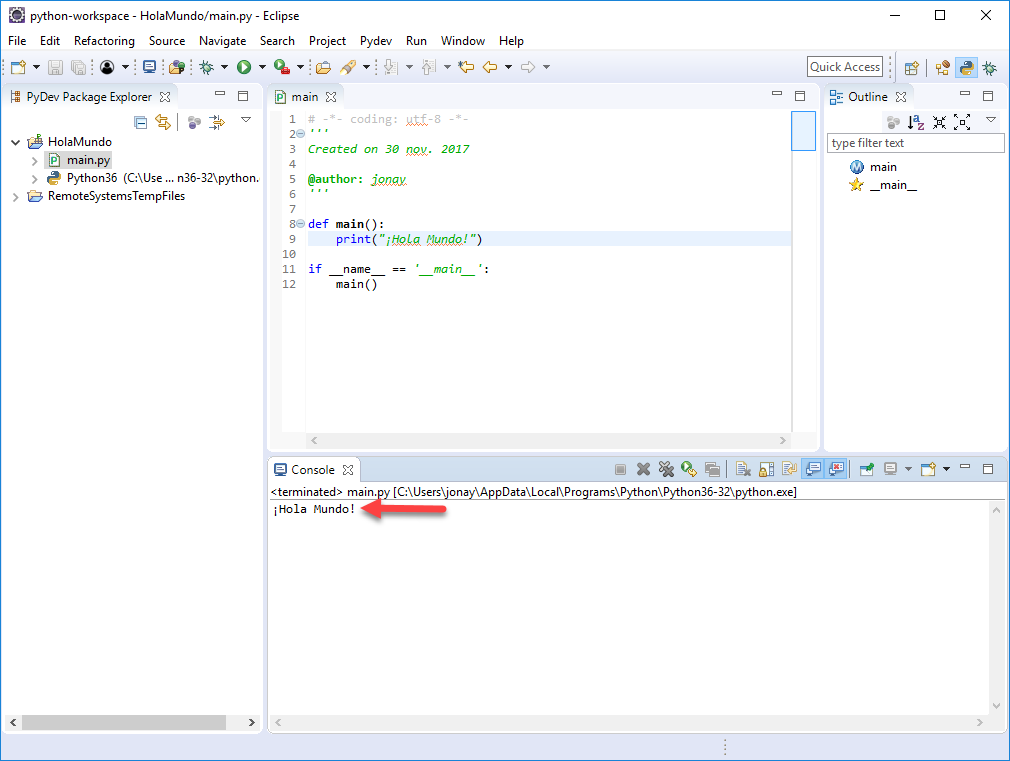 python-workspace - HolaMundo/main.py - Eclipse
File Edit Refactoring Source Navigate Search Project Pydev Run Window Help
Quick Access
PyDev Package Explorer
HolaMundo
main.py
Python36 (C:\Use ... n36-32\python.
RemoteSystemsTempFiles
main
1 # -*- coding: utf-8 -*-
2 '''
3 Created on 30 nov. 2017
4
5 @author: jonay
6 '''
7
8 def main():
9 print("¡Hola Mundo!")
10
11 if __name__ == '__main__':
12 main()
Outline
type filter text
main
__main__
Console
<terminated> main.py [C:\Users\jonay\AppData\Local\Programs\Python\Python36-32\python.exe]
¡Hola Mundo!